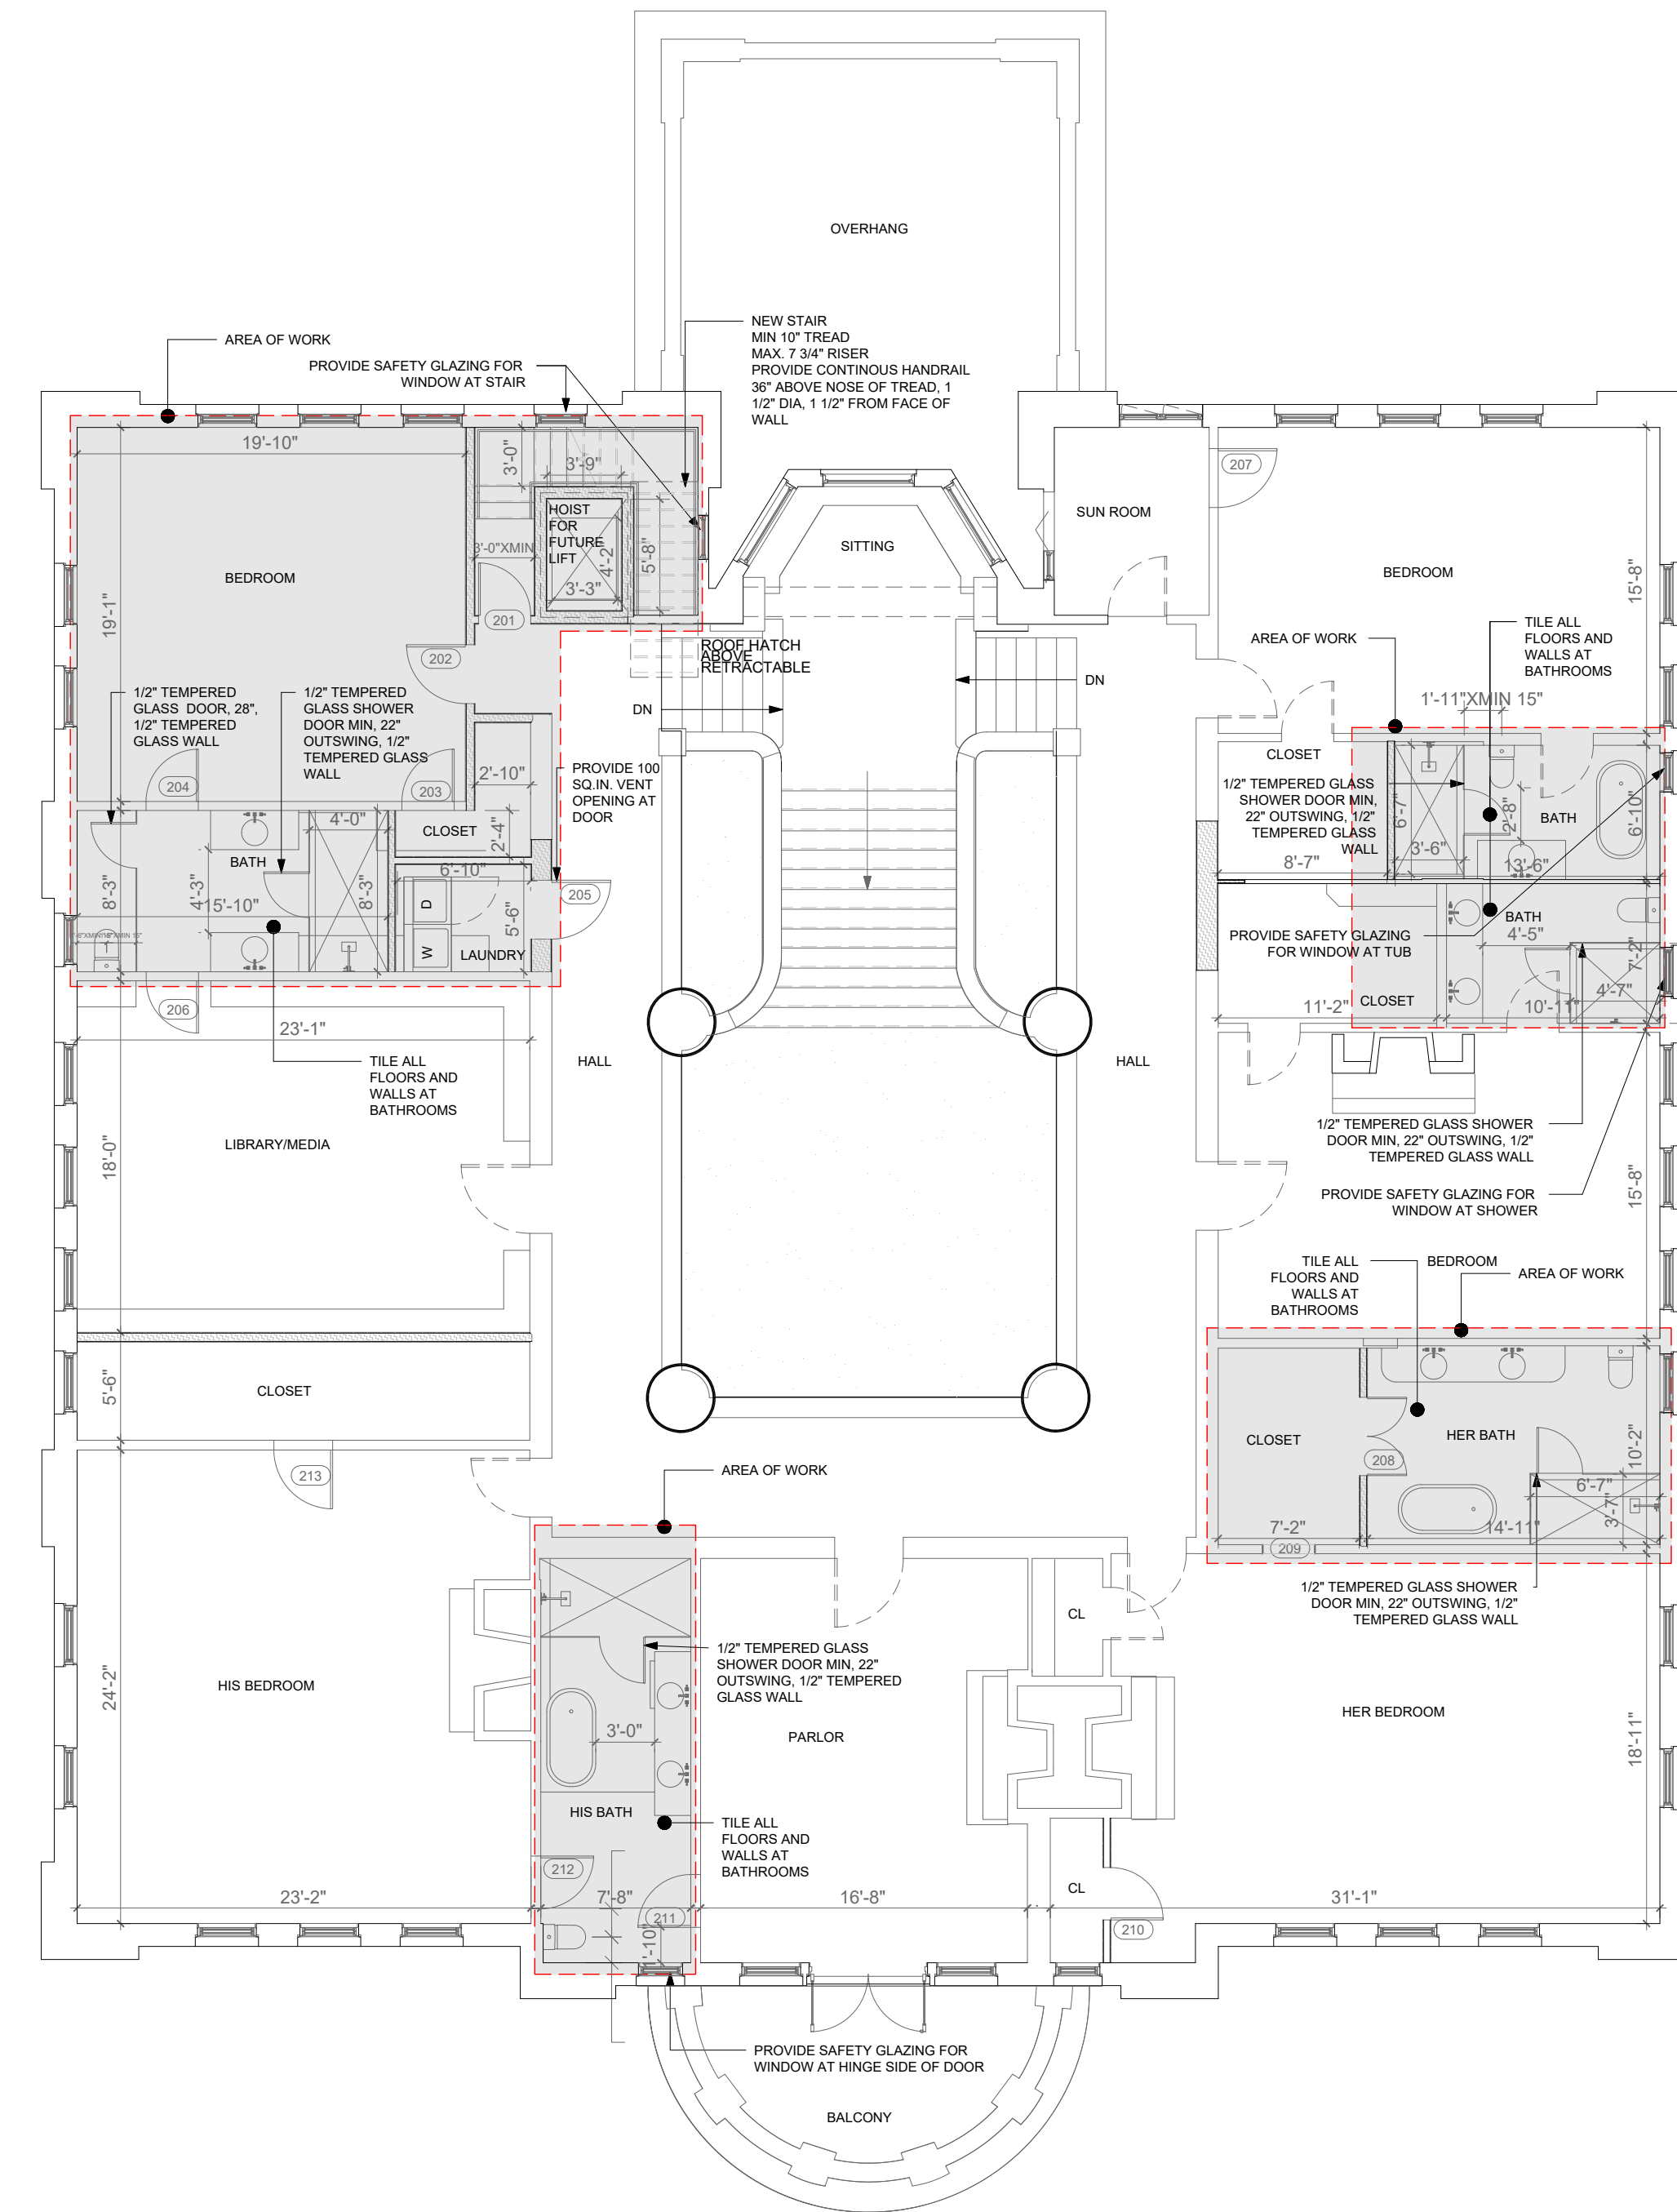 OVERHANG
AREA OF WORK
PROVIDE SAFETY GLAZING FOR
WINDOW AT STAIR
NEW STAIR
MIN 10" TREAD
MAX. 7 3/4" RISER
PROVIDE CONTINOUS HANDRAIL
36" ABOVE NOSE OF TREAD, 1
1/2" DIA, 1 1/2" FROM FACE OF
WALL
19'-10"
3'-0"
3'-9"
HOIST
FOR
FUTURE
LIFT
4'-2"
5'-8"
3'-3"
3'-0"XMIN
201
BEDROOM
19'-1"
202
SITTING
SUN ROOM
207
BEDROOM
15'-8"
ROOF HATCH
ABOVE
RETRACTABLE
DN
DN
AREA OF WORK
TILE ALL
FLOORS AND
WALLS AT
BATHROOMS
1'-11"XMIN 15"
1/2" TEMPERED
GLASS  DOOR, 28",
1/2" TEMPERED
GLASS WALL
1/2" TEMPERED
GLASS SHOWER
DOOR MIN, 22"
OUTSWING, 1/2"
TEMPERED GLASS
WALL
204
203
2'-10"
PROVIDE 100
SQ.IN. VENT
OPENING AT
DOOR
4'-0"
CLOSET
2'-4"
BATH
8'-3"
4'-3"
8'-3"
15'-10"
6'-10"
D
W
5'-6"
LAUNDRY
205
206
23'-1"
TILE ALL
FLOORS AND
WALLS AT
BATHROOMS
CLOSET
1/2" TEMPERED GLASS
SHOWER DOOR MIN,
22" OUTSWING, 1/2"
TEMPERED GLASS
WALL
6'-7"
2'-8"
BATH
6'-10"
3'-6"
8'-7"
13'-6"
BATH
4'-5"
PROVIDE SAFETY GLAZING
FOR WINDOW AT TUB
7'-2"
4'-7"
CLOSET
11'-2"
10'-11"
HALL
HALL
LIBRARY/MEDIA
18'-0"
1/2" TEMPERED GLASS SHOWER
DOOR MIN, 22" OUTSWING, 1/2"
TEMPERED GLASS WALL
PROVIDE SAFETY GLAZING FOR
WINDOW AT SHOWER
15'-8"
TILE ALL
FLOORS AND
WALLS AT
BATHROOMS
BEDROOM
AREA OF WORK
5'-6"
CLOSET
213
AREA OF WORK
CLOSET
HER BATH
208
10'-2"
6'-7"
3'-7"
7'-2"
14'-11"
209
1/2" TEMPERED GLASS SHOWER
DOOR MIN, 22" OUTSWING, 1/2"
TEMPERED GLASS WALL
CL
1/2" TEMPERED GLASS
SHOWER DOOR MIN, 22"
OUTSWING, 1/2" TEMPERED
GLASS WALL
HIS BEDROOM
24'-2"
3'-0"
PARLOR
HER BEDROOM
18'-11"
HIS BATH
TILE ALL
FLOORS AND
WALLS AT
BATHROOMS
212
CL
23'-2"
7'-8"
16'-8"
31'-1"
211
210
PROVIDE SAFETY GLAZING FOR
WINDOW AT HINGE SIDE OF DOOR
BALCONY